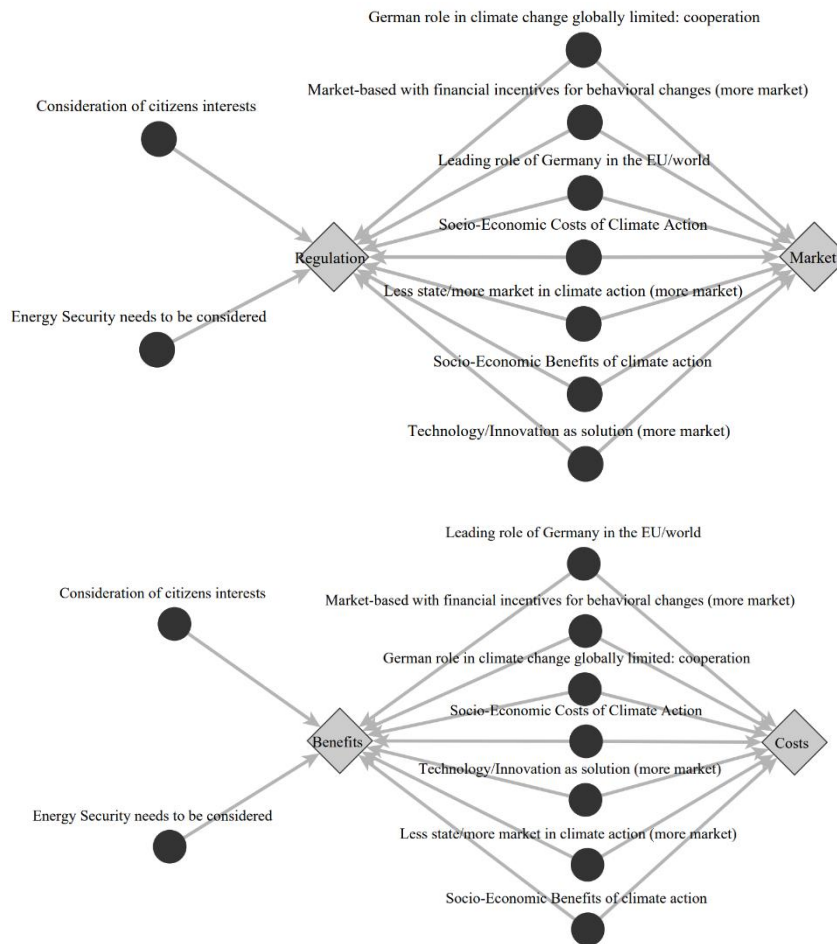 German role in climate change globally limited: cooperation
Market-based with financial incentives for behavioral changes (more market)
Consideration of citizens interests
Leading role of Germany in the EU/world
Socio-Economic Costs of Climate Action
Regulation
Market
Less state/more market in climate action (more market)
Energy Security needs to be considered
Socio-Economic Benefits of climate action
Technology/Innovation as solution (more market)
Leading role of Germany in the EU/world
Consideration of citizens interests
Market-based with financial incentives for behavioral changes (more market)
German role in climate change globally limited: cooperation
Socio-Economic Costs of Climate Action
Benefits
Costs
Technology/Innovation as solution (more market)
Energy Security needs to be considered
Less state/more market in climate action (more market)
Socio-Economic Benefits of climate action